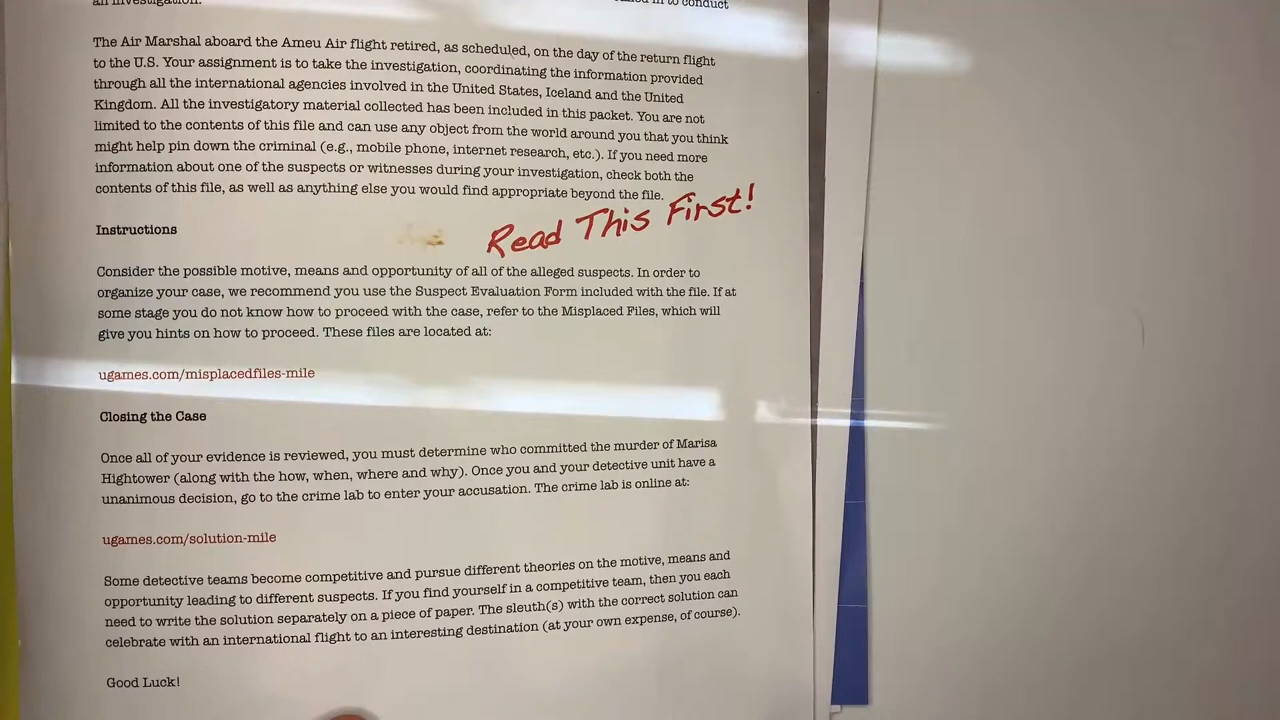 an investigation. to conduct
The Air Marshal aboard the Ameu Air flight retired, as scheduled, on the day of the return flight
to the U.S. Your assignment is to take the investigation, coordinating the information provided
through all the international agencies involved in the United States, Iceland and the United
Kingdom. All the investigatory material collected has been included in this packet. You are not
limited to the contents of this file and can use any object from the world around you that you think
might help pin down the criminal (e.g., mobile phone, internet research, etc.). If you need more
information about one of the suspects or witnesses during your investigation, check both the
contents of this file, as well as anything else you would find appropriate beyond the file.
Read This First!
Instructions
Consider the possible motive, means and opportunity of all of the alleged suspects. In order to
organize your case, we recommend you use the Suspect Evaluation Form included with the file. If at
some stage you do not know how to proceed with the case, refer to the Misplaced Files, which will
give you hints on how to proceed. These files are located at:
ugames.com/misplacedfiles-mile
Closing the Case
Once all of your evidence is reviewed, you must determine who committed the murder of Marisa
Hightower (along with the how, when, where and why). Once you and your detective unit have a
unanimous decision, go to the crime lab to enter your accusation. The crime lab is online at:
ugames.com/solution-mile
Some detective teams become competitive and pursue different theories on the motive, means and
opportunity leading to different suspects. If you find yourself in a competitive team, then you each
need to write the solution separately on a piece of paper. The sleuth(s) with the correct solution can
celebrate with an international flight to an interesting destination (at your own expense, of course).
Good Luck!